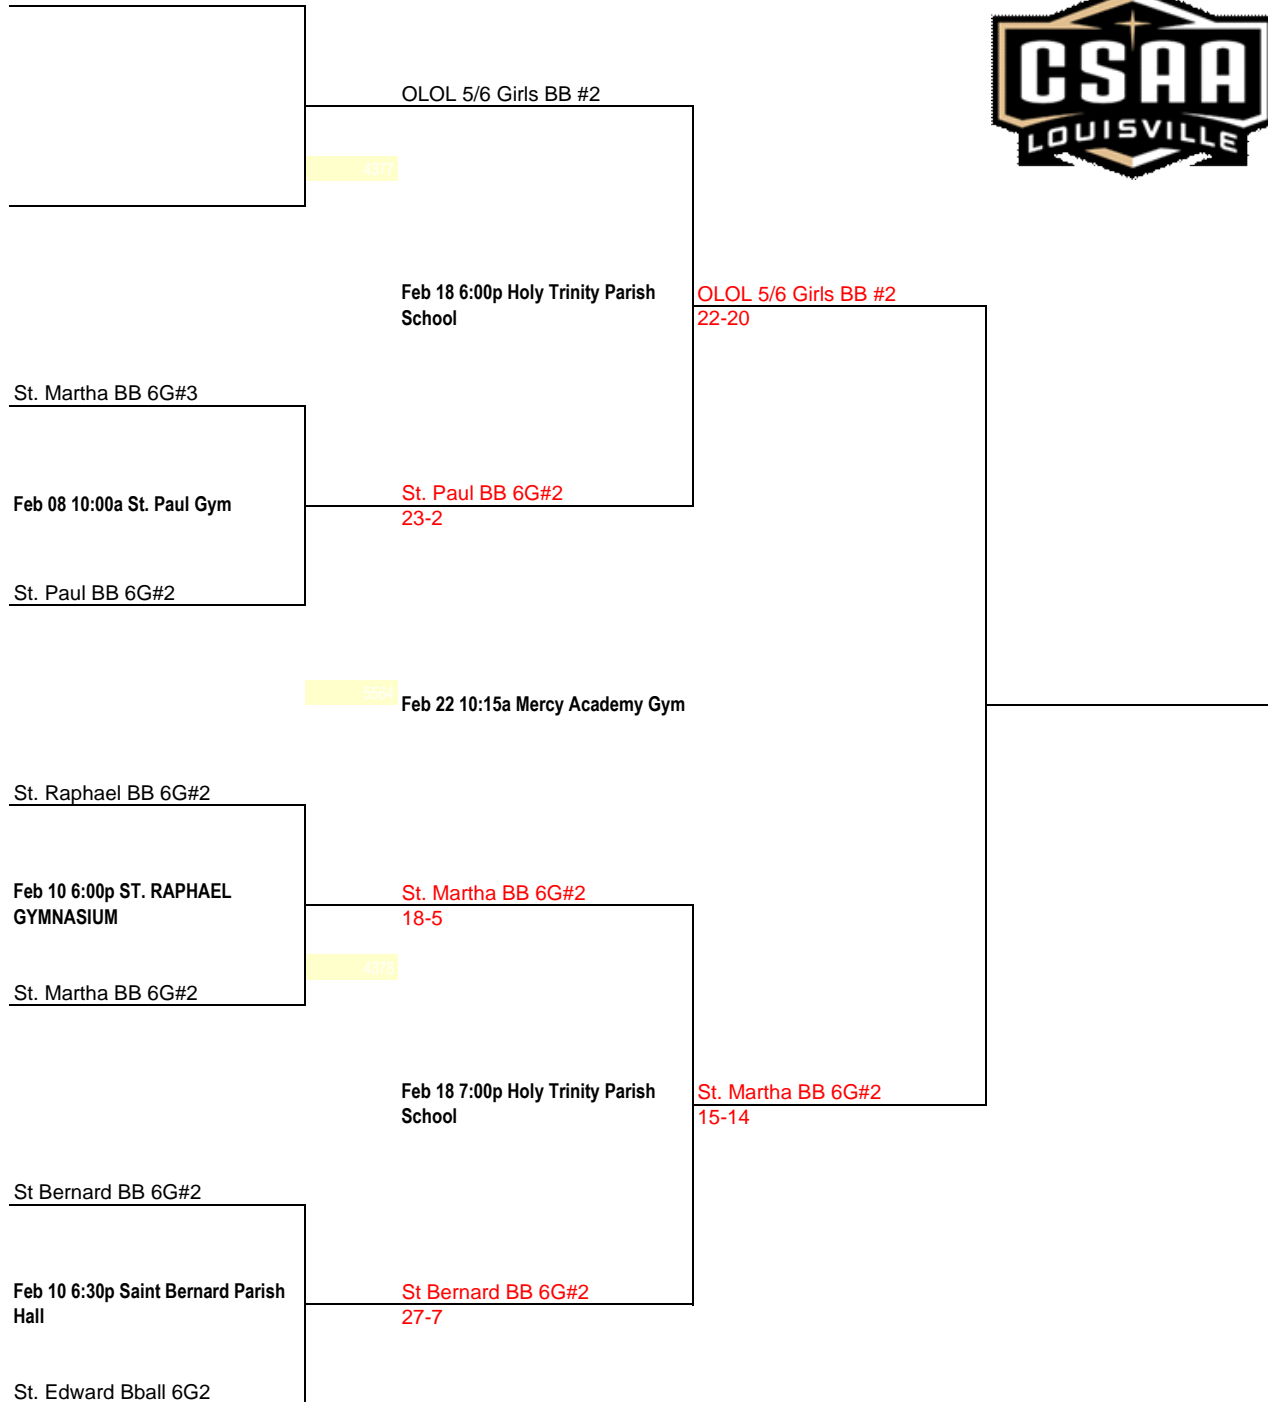 CSAA
LOUISVILLE
OLOL 5/6 Girls BB #2
4377
Feb 18 6:00p Holy Trinity Parish
School
OLOL 5/6 Girls BB #2
22-20
St. Martha BB 6G#3
Feb 08 10:00a St. Paul Gym
St. Paul BB 6G#2
23-2
St. Paul BB 6G#2
Feb 22 10:15a Mercy Academy Gym
St. Raphael BB 6G#2
Feb 10 6:00p ST. RAPHAEL
GYMNASIUM
St. Martha BB 6G#2
18-5
4378
St. Martha BB 6G#2
Feb 18 7:00p Holy Trinity Parish
School
St. Martha BB 6G#2
15-14
St Bernard BB 6G#2
Feb 10 6:30p Saint Bernard Parish
Hall
St Bernard BB 6G#2
27-7
St. Edward Bball 6G2